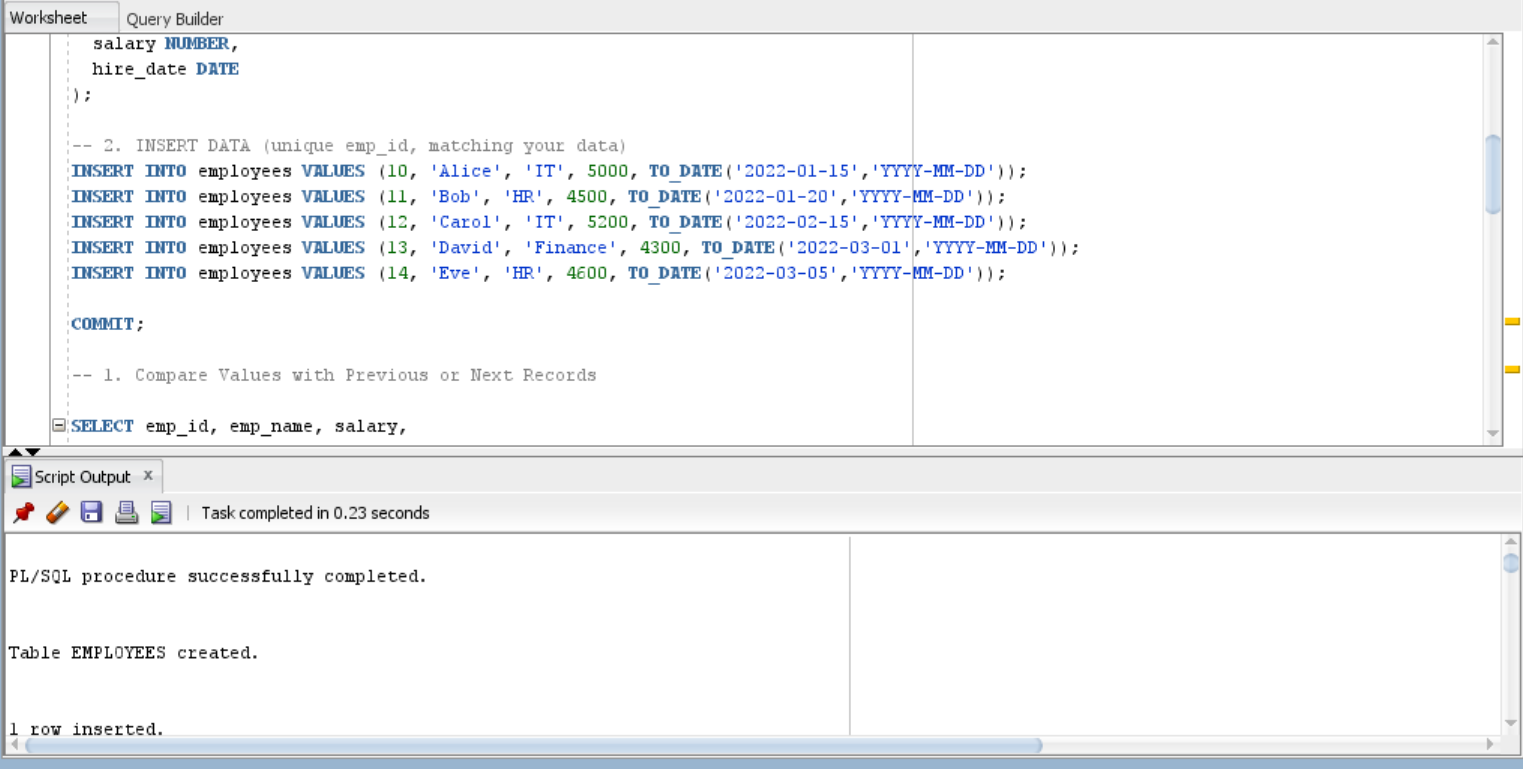 Worksheet Query Builder
salary NUMBER,
hire_date DATE
);
-- 2. INSERT DATA (unique emp_id, matching your data)
INSERT INTO employees VALUES (10, 'Alice', 'IT', 5000, TO_DATE('2022-01-15','YYYY-MM-DD'));
INSERT INTO employees VALUES (11, 'Bob', 'HR', 4500, TO_DATE('2022-01-20','YYYY-MM-DD'));
INSERT INTO employees VALUES (12, 'Carol', 'IT', 5200, TO_DATE('2022-02-15','YYYY-MM-DD'));
INSERT INTO employees VALUES (13, 'David', 'Finance', 4300, TO_DATE('2022-03-01','YYYY-MM-DD'));
INSERT INTO employees VALUES (14, 'Eve', 'HR', 4600, TO_DATE('2022-03-05','YYYY-MM-DD'));
COMMIT;
-- 1. Compare Values with Previous or Next Records
SELECT emp_id, emp_name, salary,
Script Output x
Task completed in 0.23 seconds
PL/SQL procedure successfully completed.
Table EMPLOYEES created.
1 row inserted.